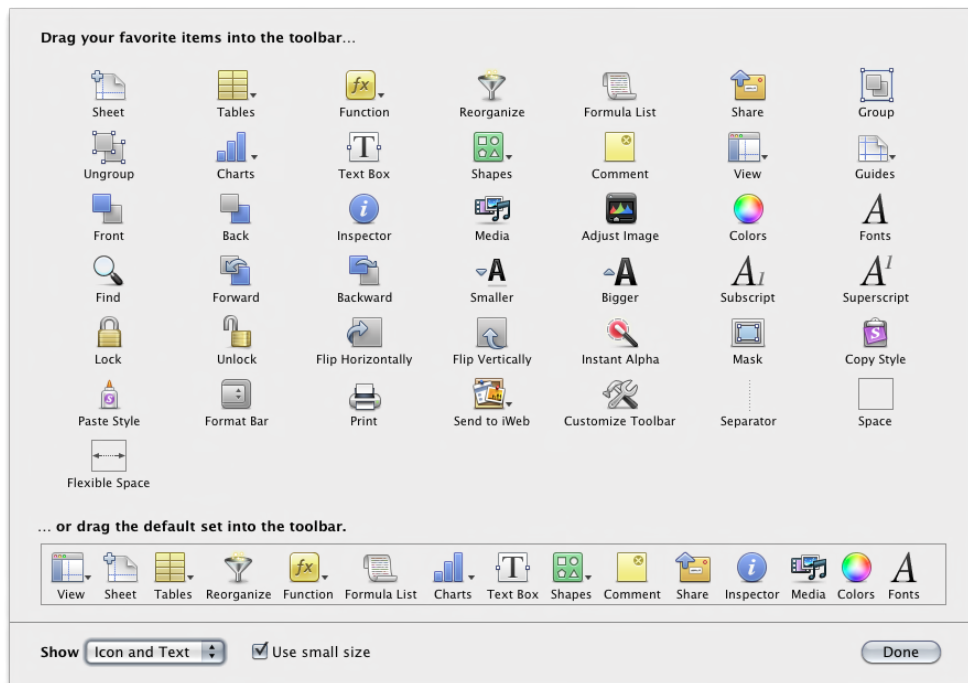 Drag your favorite items into the toolbar...
Sheet Tables Function Reorganize Formula List Share Group
Ungroup Charts Text Box Shapes Comment View Guides
Front Back Inspector Media Adjust Image Colors Fonts
Find Forward Backward Smaller Bigger Subscript Superscript
Lock Unlock Flip Horizontally Flip Vertically Instant Alpha Mask Copy Style
Paste Style Format Bar Print Send to iWeb Customize Toolbar Separator Space
Flexible Space
... or drag the default set into the toolbar.
View Sheet Tables Reorganize Function Formula List Charts Text Box Shapes Comment Share Inspector Media Colors Fonts
Show Icon and Text Use small size Done